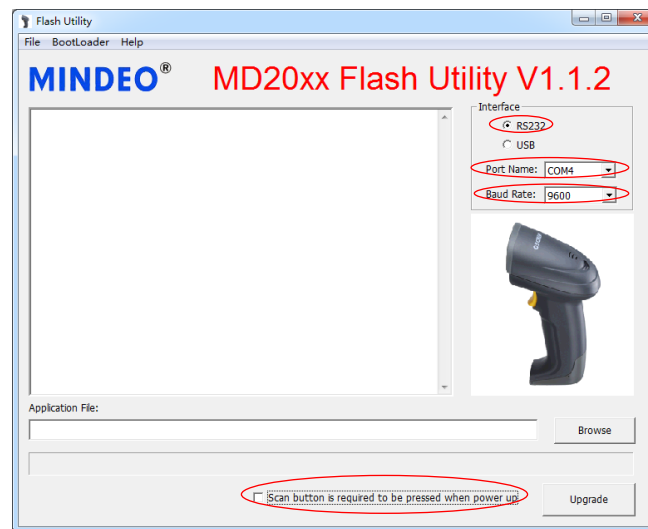 Flash Utility
File BootLoader Help
MINDEO® MD20xx Flash Utility V1.1.2
Interface
RS232
USB
Port Name: COM4
Baud Rate: 9600
Application File:
Browse
Scan button is required to be pressed when power up
Upgrade